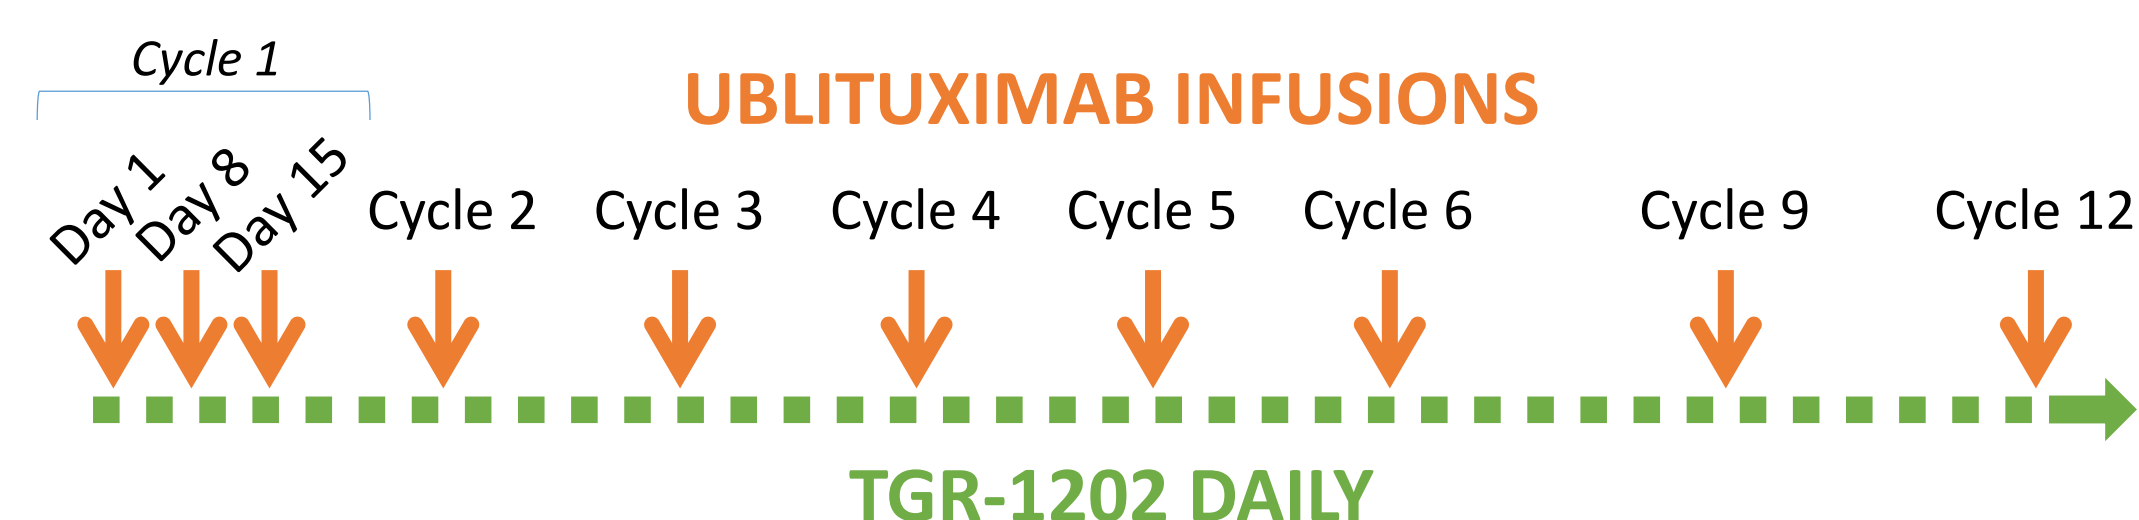 Cycle 1
UBLITUXIMAB INFUSIONS
Day 1
Day 8
Day 15
Cycle 2
Cycle 3
Cycle 4
Cycle 5
Cycle 6
Cycle 9
Cycle 12
TGR-1202 DAILY